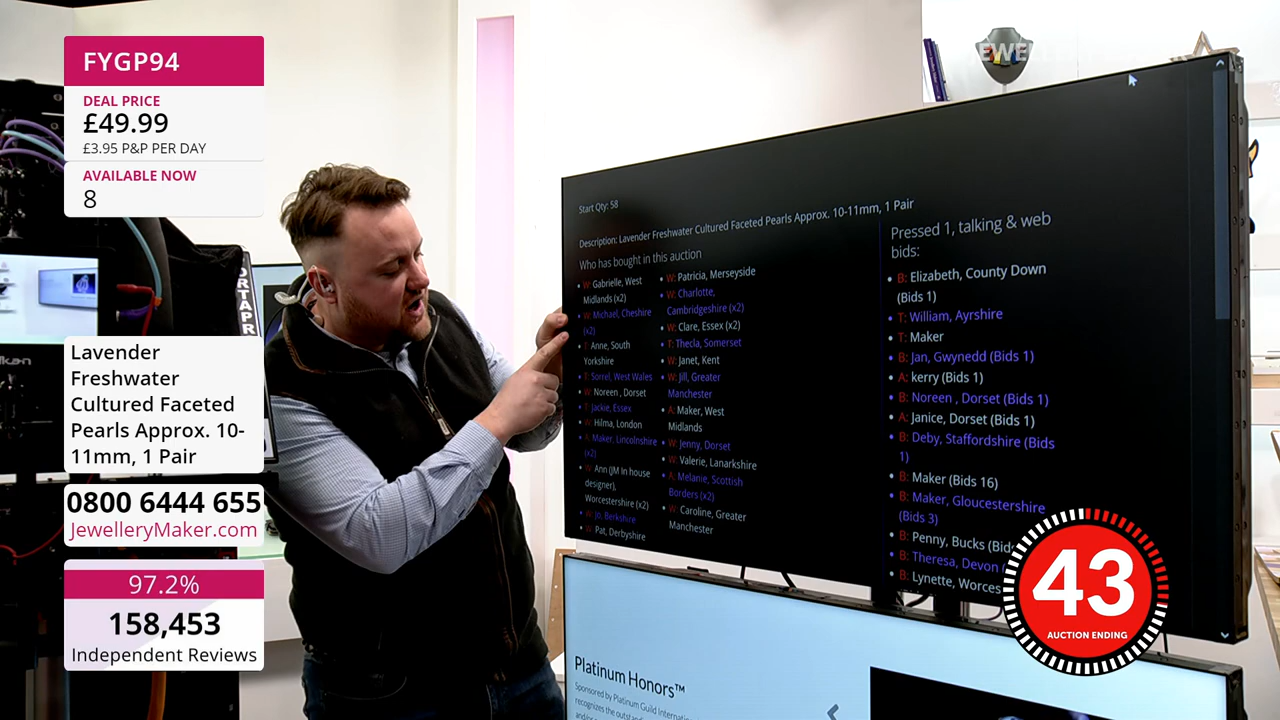 FYGP94
DEAL PRICE
£49.99
£3.95 P&P PER DAY
AVAILABLE NOW
8
Lavender
Freshwater
Cultured Faceted
Pearls Approx. 10-
11mm, 1 Pair
0800 6444 655
JewelleryMaker.com
97.2%
158,453
Independent Reviews
Start Qty: 58
Description: Lavender Freshwater Cultured Faceted Pearls Approx. 10-11mm, 1 Pair
Who has bought in this auction
W: Gabrielle, West
Midlands (x2)
W: Michael, Cheshire
(x2)
T: Anne, South
Yorkshire
T: Sorrel, West Wales
W: Noreen , Dorset
T: Jackie, Essex
W: Hilma, London
A: Maker, Lincolnshire
(x2)
W: Ann (JM In house
designer),
Worcestershire (x2)
W: Jo, Berkshire
W: Pat, Derbyshire
W: Patricia, Merseyside
W: Charlotte,
Cambridgeshire (x2)
W: Clare, Essex (x2)
T: Thecla, Somerset
W: Janet, Kent
W: Jill, Greater
Manchester
A: Maker, West
Midlands
W: Jenny, Dorset
W: Valerie, Lanarkshire
A: Melanie, Scottish
Borders (x2)
W: Caroline, Greater
Manchester
Pressed 1, talking & web
bids:
B: Elizabeth, County Down
(Bids 1)
T: William, Ayrshire
T: Maker
B: Jan, Gwynedd (Bids 1)
A: kerry (Bids 1)
B: Noreen , Dorset (Bids 1)
A: Janice, Dorset (Bids 1)
B: Deby, Staffordshire (Bids
1)
B: Maker (Bids 16)
B: Maker, Gloucestershire
(Bids 3)
B: Penny, Bucks
B: Theresa, Devon
B: Lynette,
43
AUCTION ENDING
Platinum Honors™
Sponsored by Platinum Guild
recognizes the